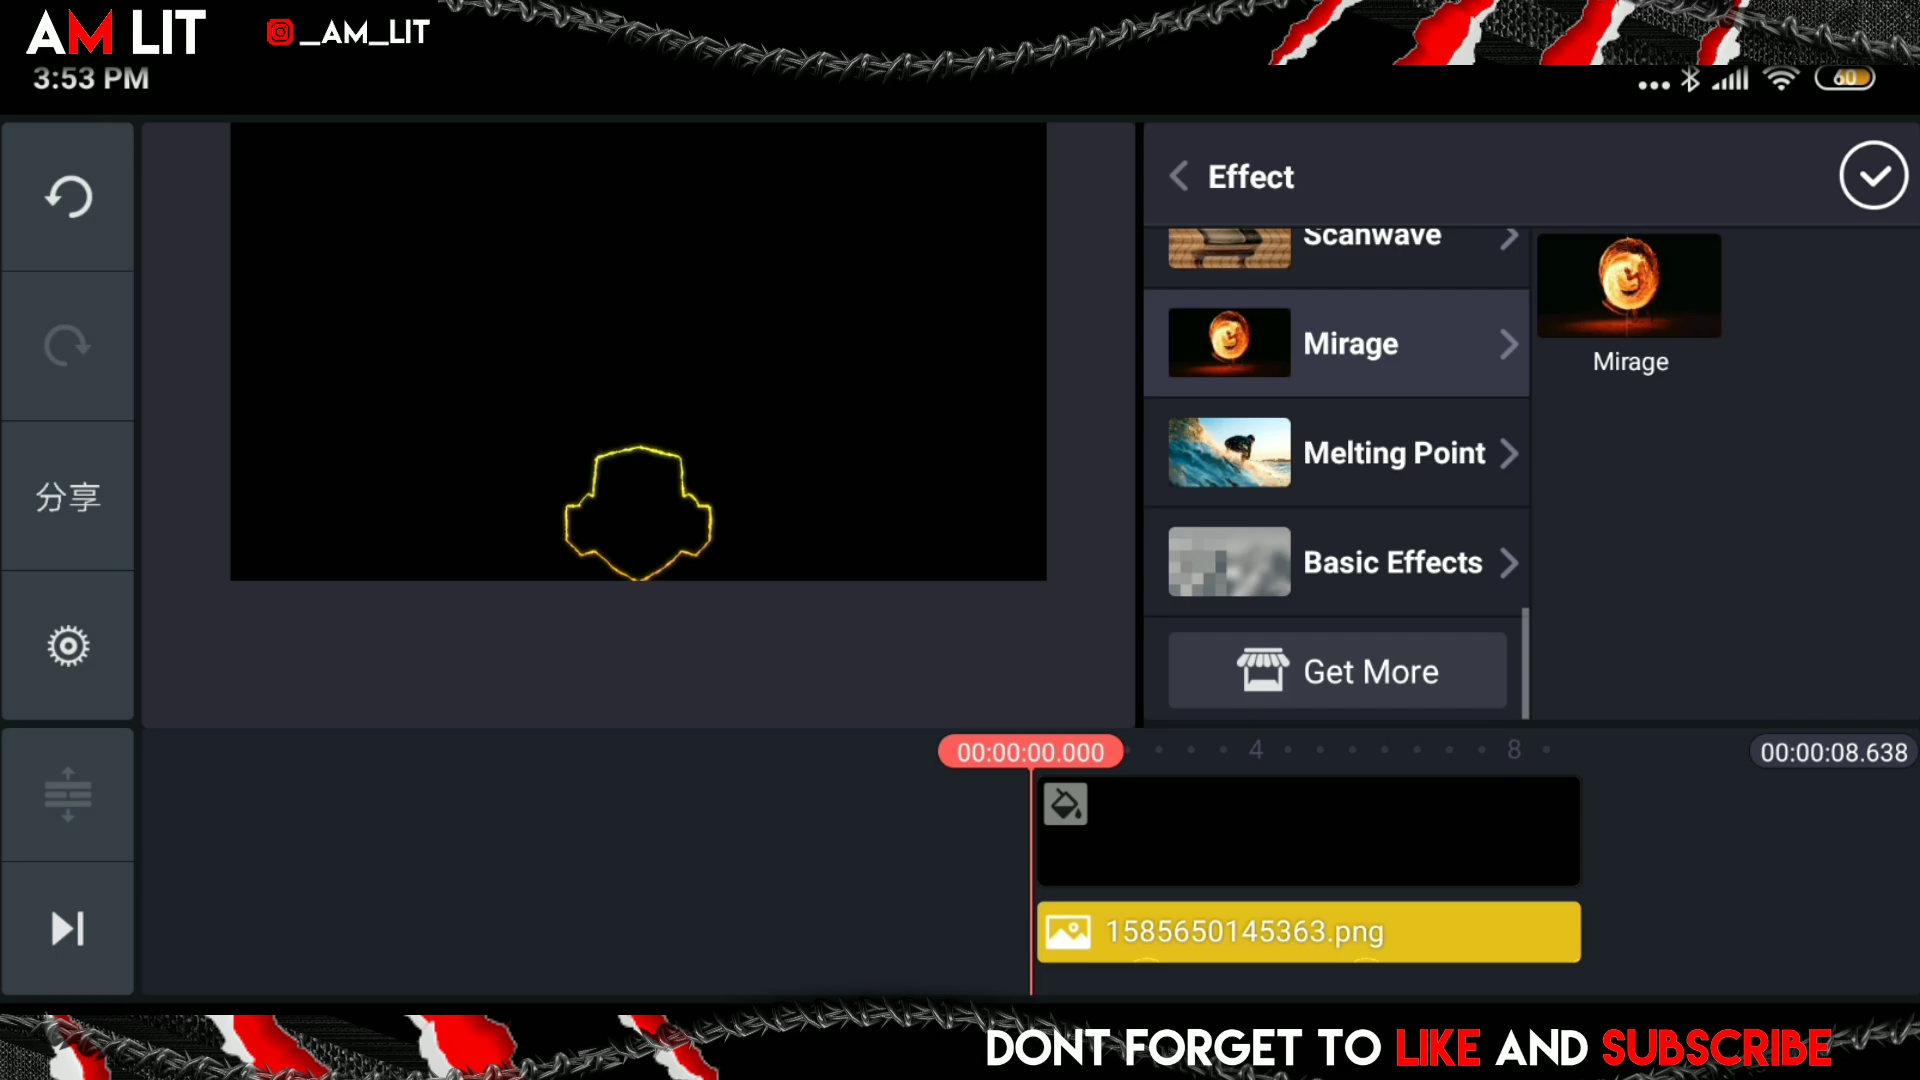 AM LIT
_AM_LIT
3:53 PM
60
Effect
Scanwave
Mirage
Mirage
Melting Point
Basic Effects
Get More
分享
00:00:00.000
4
8
00:00:08.638
1585650145363.png
DONT FORGET TO LIKE AND SUBSCRIBE